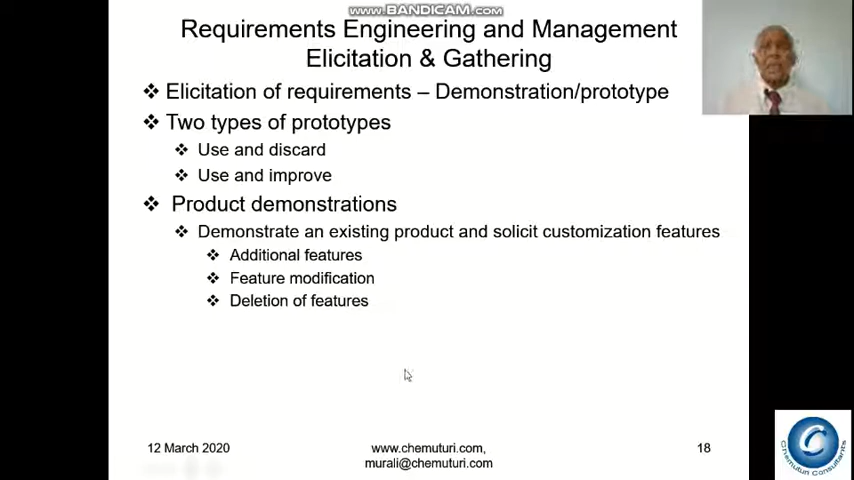 www.BANDICAM.com
Requirements Engineering and Management
Elicitation & Gathering
❖ Elicitation of requirements – Demonstration/prototype
❖ Two types of prototypes
❖ Use and discard
❖ Use and improve
❖ Product demonstrations
❖ Demonstrate an existing product and solicit customization features
❖ Additional features
❖ Feature modification
❖ Deletion of features
12 March 2020
www.chemuturi.com,
murali@chemuturi.com
18
C
Chemuturi Consultants